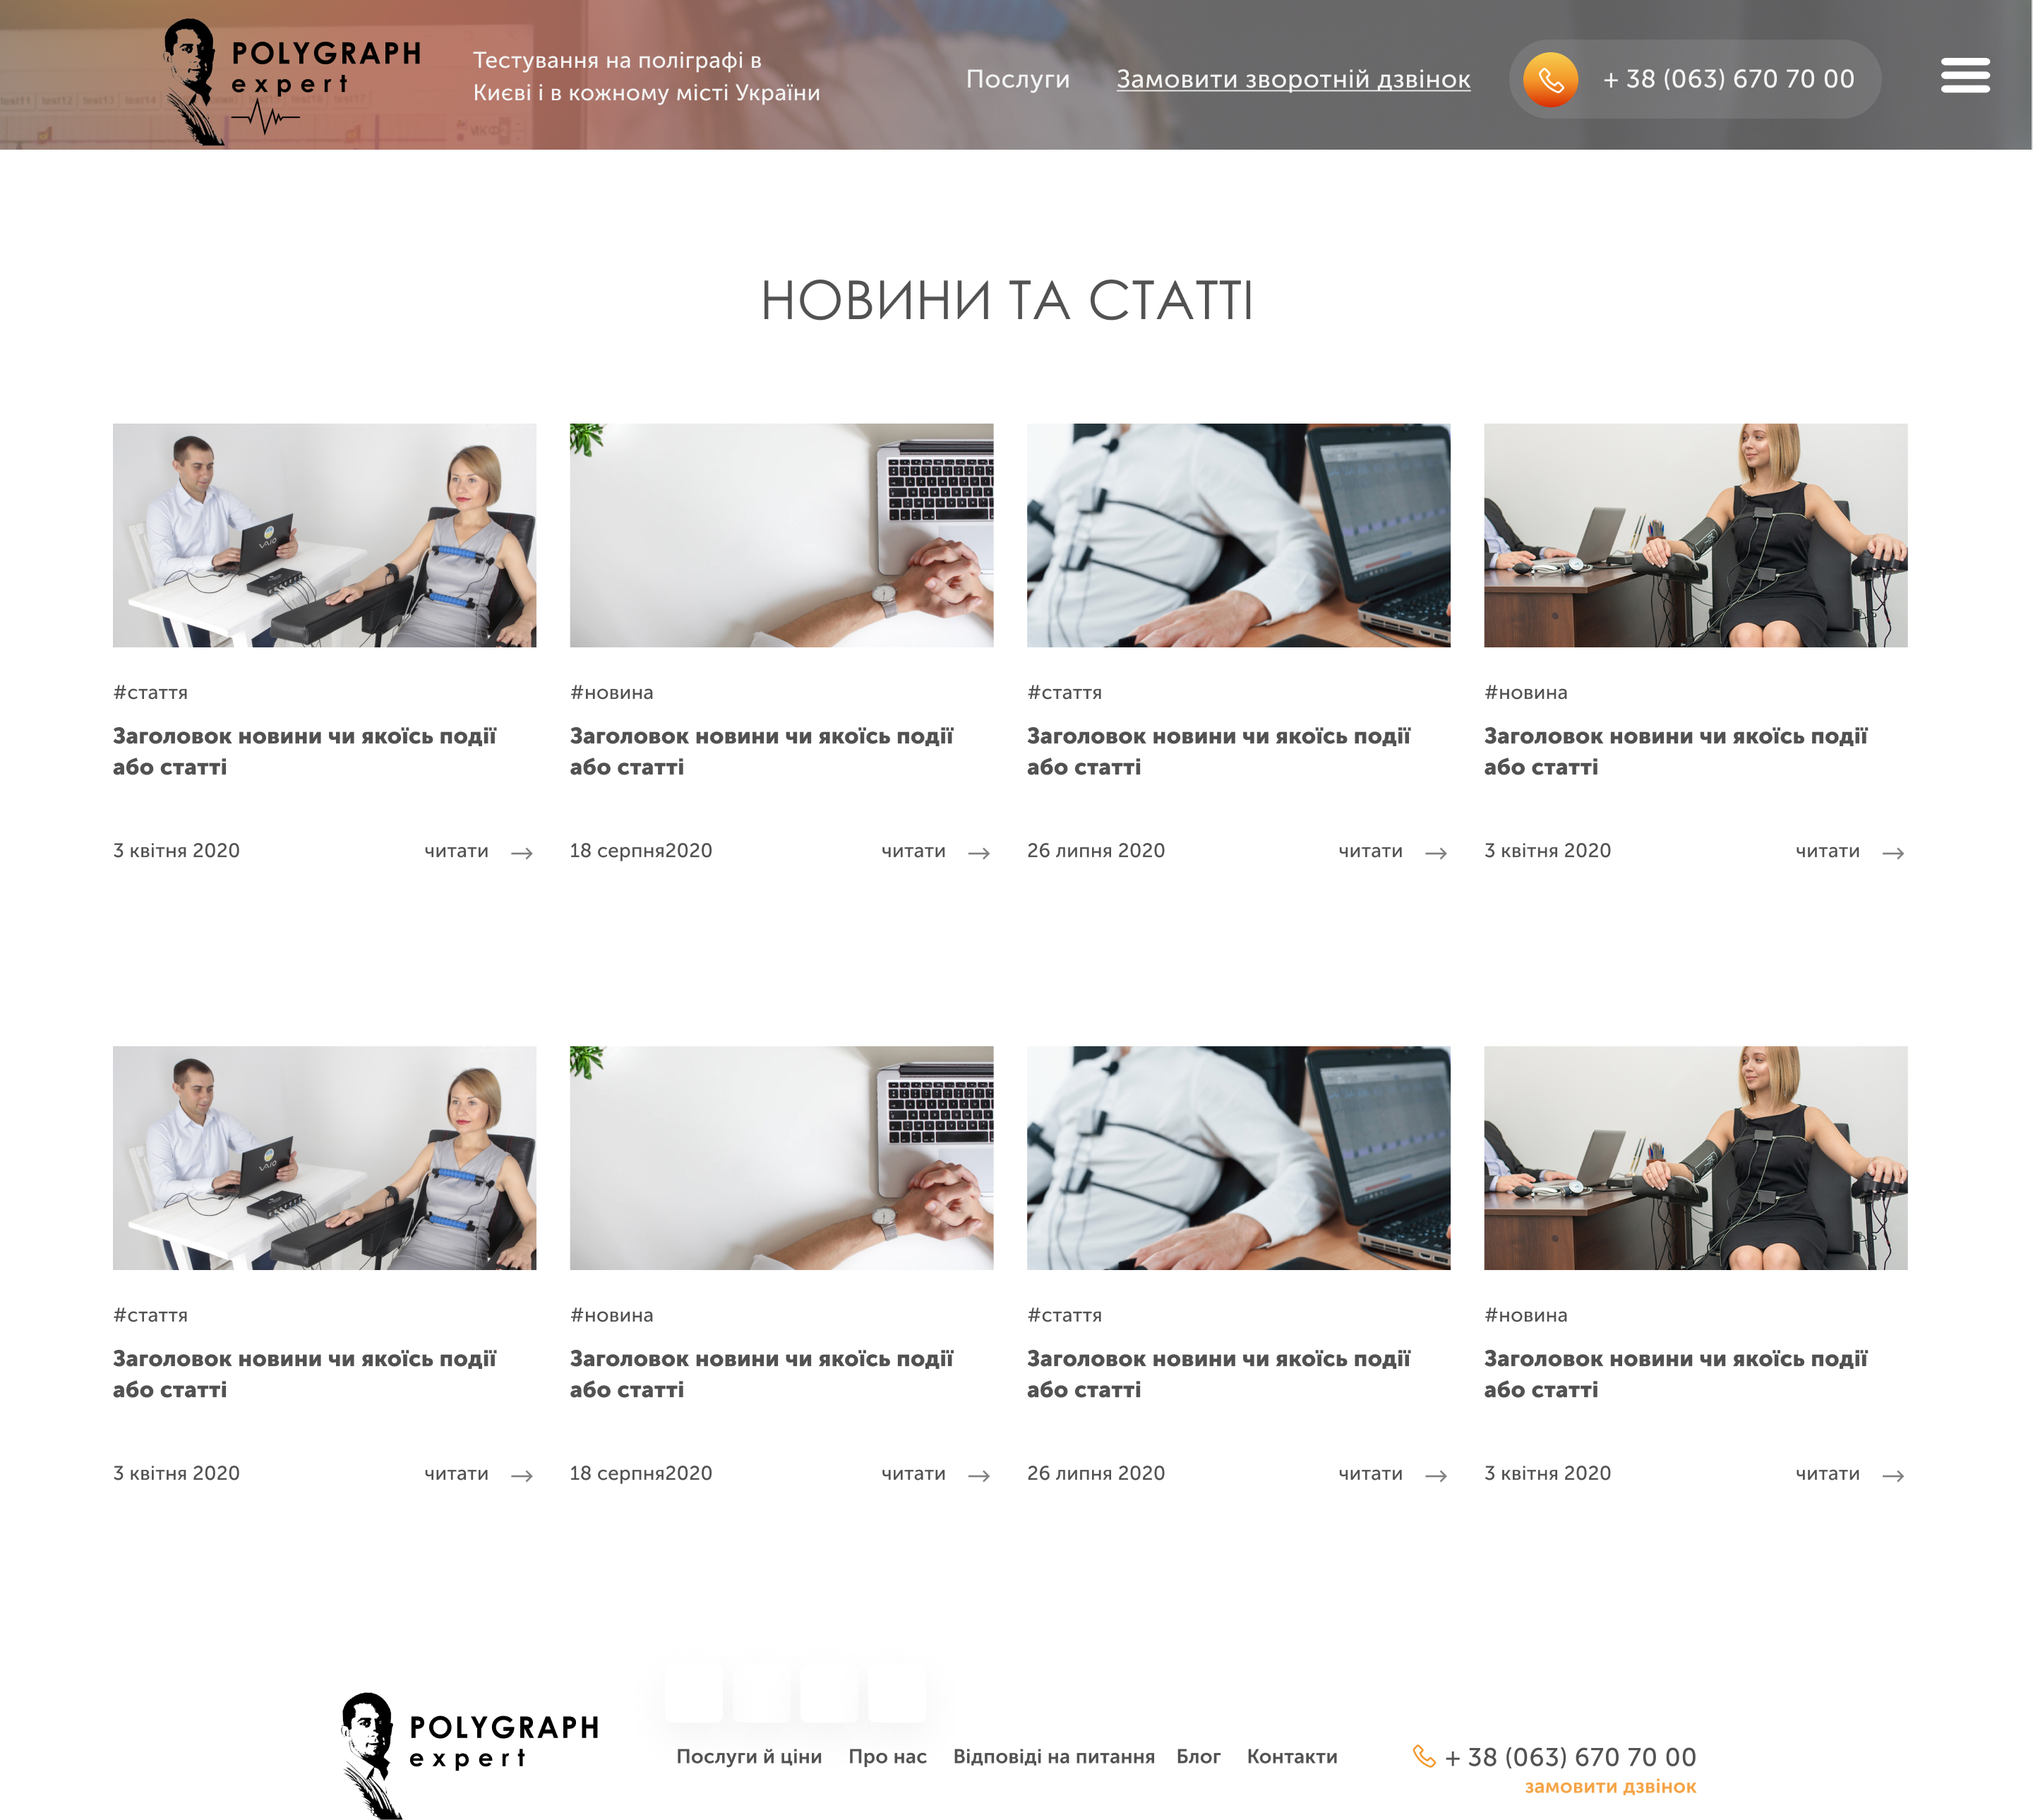 POLYGRAPH
expert
Тестування на поліграфі в
Києві і в кожному місті України
Послуги
Замовити зворотній дзвінок
+ 38 (063) 670 70 00
НОВИНИ ТА СТАТТІ
VAIO
#стаття
#новина
#стаття
#новина
Заголовок новини чи якоїсь події
або статті
Заголовок новини чи якоїсь події
або статті
Заголовок новини чи якоїсь події
або статті
Заголовок новини чи якоїсь події
або статті
3 квітня 2020 читати
18 серпня2020 читати
26 липня 2020 читати
3 квітня 2020 читати
VAIO
#стаття
#новина
#стаття
#новина
Заголовок новини чи якоїсь події
або статті
Заголовок новини чи якоїсь події
або статті
Заголовок новини чи якоїсь події
або статті
Заголовок новини чи якоїсь події
або статті
3 квітня 2020 читати
18 серпня2020 читати
26 липня 2020 читати
3 квітня 2020 читати
POLYGRAPH
expert
Послуги й ціни Про нас Відповіді на питання Блог Контакти
+ 38 (063) 670 70 00
замовити дзвінок